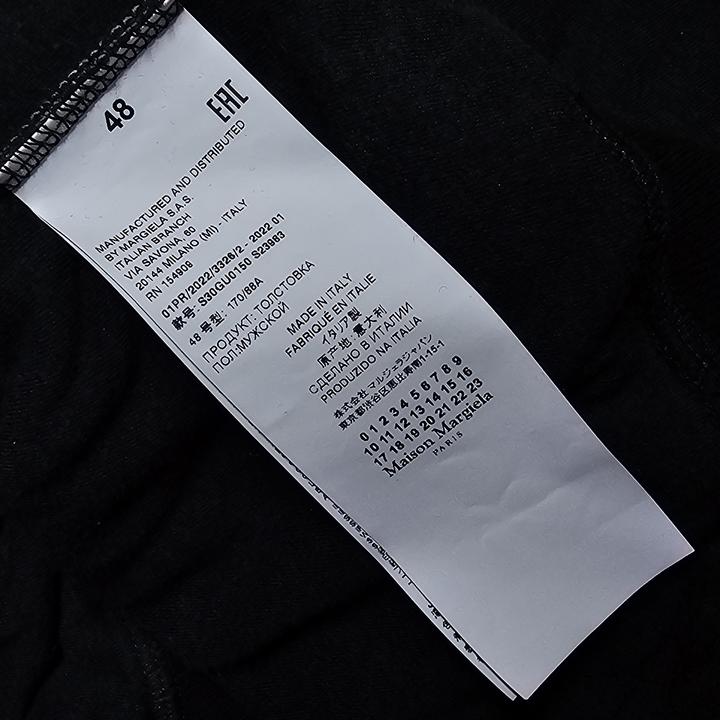 48
EAC
MANUFACTURED AND DISTRIBUTED
BY MARGIELA S.A.S.
ITALIAN BRANCH
VIA SAVONA 60
20144 MILANO (MI) - ITALY
RN 154908
01PR/2022/3326/2 - 2022 01
款号: S30GU0150 S23983
48 号型: 170/88A
ПРОДУКТ: ТОЛСТОВКА
ПОЛ:МУЖСКОЙ
MADE IN ITALY
FABRIQUÉ EN ITALIE
イタリア製
原产地: 意大利
СДЕЛАНО В ИТАЛИИ
PRODUZIDO NA ITALIA
株式会社 マルジェラジャパン
東京都渋谷区恵比寿南1-15-1
0 1 2 3 4 5 6 7 8 9
10 11 12 13 14 15 16
17 18 19 20 21 22 23
Maison Margiela
PARIS